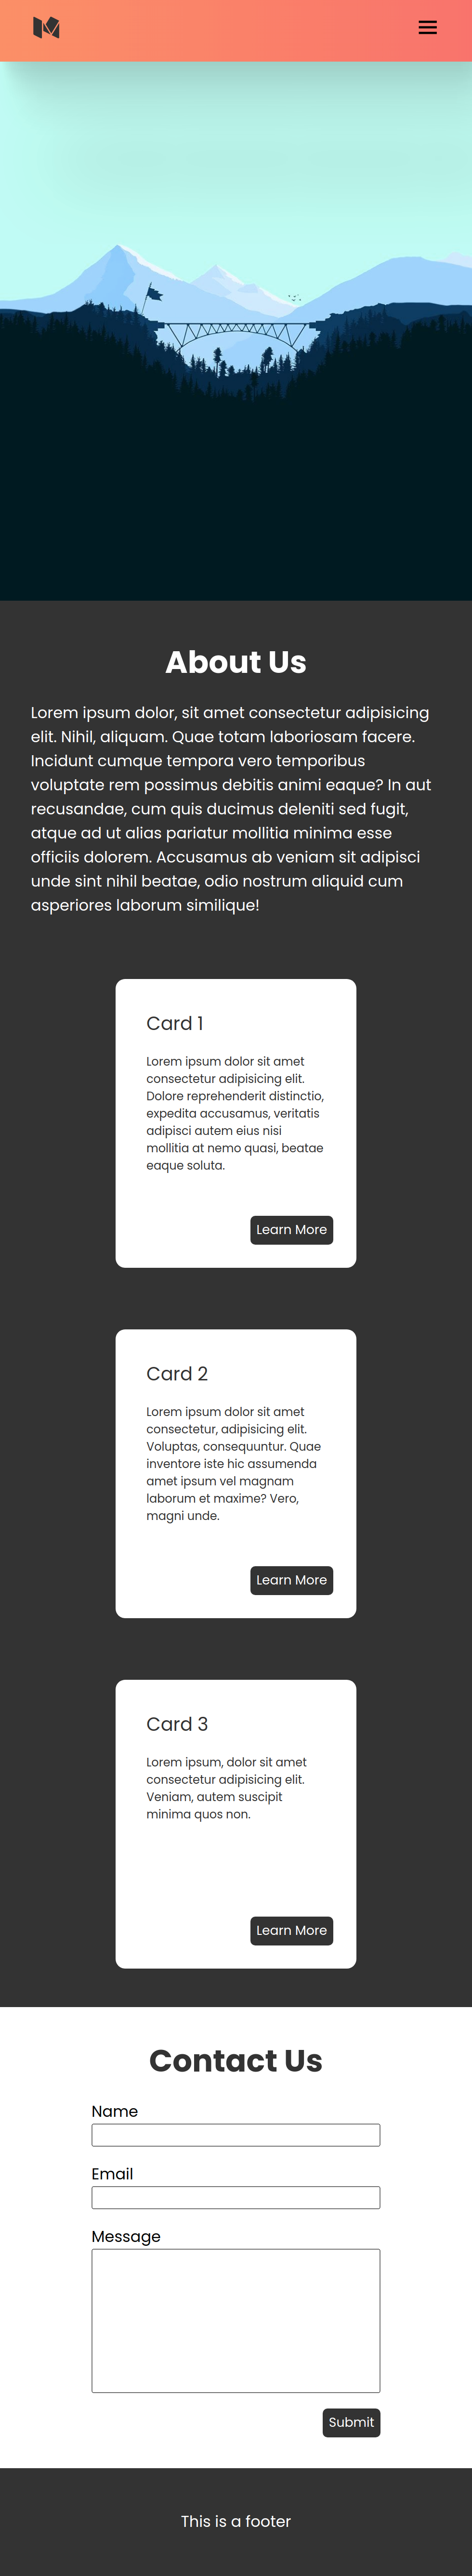 About Us
Lorem ipsum dolor, sit amet consectetur adipisicing
elit. Nihil, aliquam. Quae totam laboriosam facere.
Incidunt cumque tempora vero temporibus
voluptate rem possimus debitis animi eaque? In aut
recusandae, cum quis ducimus deleniti sed fugit,
atque ad ut alias pariatur mollitia minima esse
officiis dolorem. Accusamus ab veniam sit adipisci
unde sint nihil beatae, odio nostrum aliquid cum
asperiores laborum similique!
Card 1
Lorem ipsum dolor sit amet
consectetur adipisicing elit.
Dolore reprehenderit distinctio,
expedita accusamus, veritatis
adipisci autem eius nisi
mollitia at nemo quasi, beatae
eaque soluta.
Learn More
Card 2
Lorem ipsum dolor sit amet
consectetur, adipisicing elit.
Voluptas, consequuntur. Quae
inventore iste hic assumenda
amet ipsum vel magnam
laborum et maxime? Vero,
magni unde.
Learn More
Card 3
Lorem ipsum, dolor sit amet
consectetur adipisicing elit.
Veniam, autem suscipit
minima quos non.
Learn More
Contact Us
Name
Email
Message
Submit
This is a footer